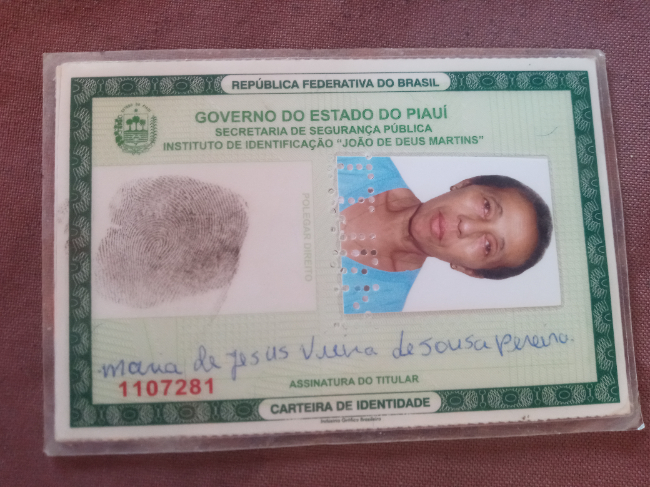 REPÚBLICA FEDERATIVA DO BRASIL
GOVERNO DO ESTADO DO PIAUÍ
SECRETARIA DE SEGURANÇA PÚBLICA
INSTITUTO DE IDENTIFICAÇÃO "JOÃO DE DEUS MARTINS"
POLEGAR DIREITO
Maria de Jesus Vieira de Sousa Pereira.
1107281
ASSINATURA DO TITULAR
CARTEIRA DE IDENTIDADE